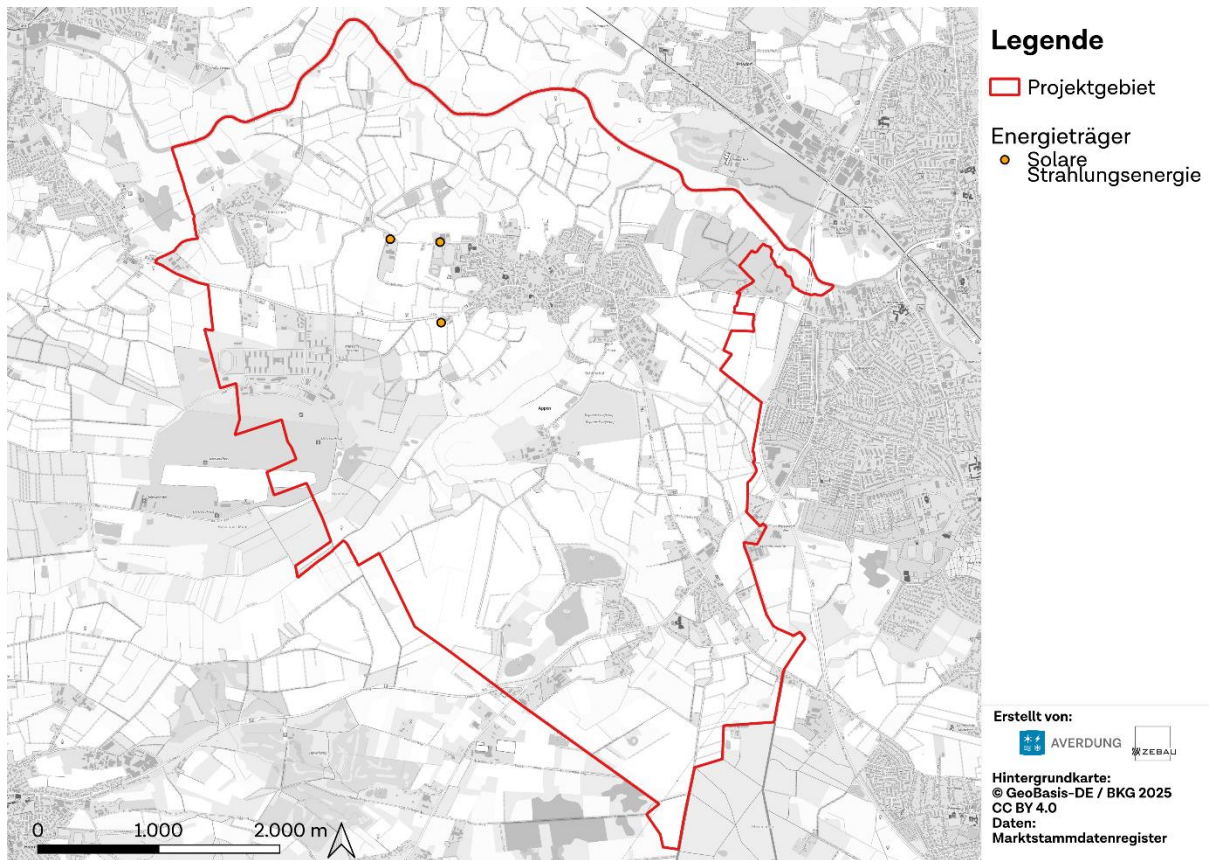 Legende
Projektgebiet
Energieträger
Solare
Strahlungsenergie
Appen
0 1.000 2.000 m
Erstellt von:
AVERDUNG
ZEBAU
Hintergrundkarte:
© GeoBasis-DE / BKG 2025
CC BY 4.0
Daten:
Marktstammdatenregister